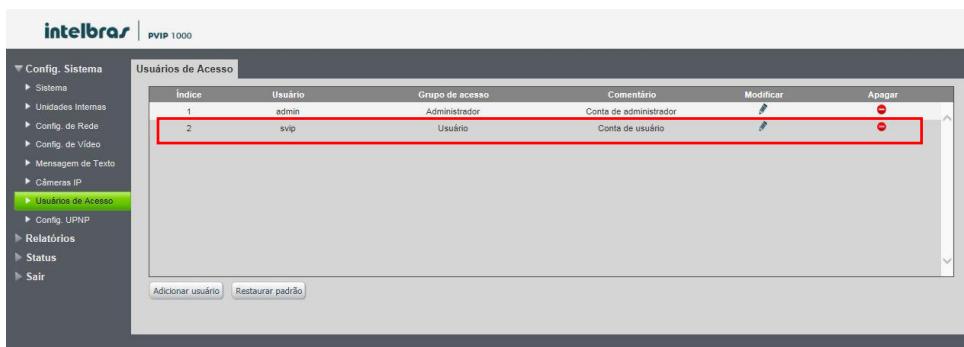 intelbras PVIP 1000
Config. Sistema
Sistema
Unidades Internas
Config. de Rede
Config. de Vídeo
Mensagem de Texto
Câmeras IP
Usuários de Acesso
Config. UPNP
Relatórios
Status
Sair
Usuários de Acesso
Índice Usuário Grupo de acesso Comentário Modificar Apagar
1 admin Administrador Conta de administrador
2 svip Usuário Conta de usuário
Adicionar usuário Restaurar padrão